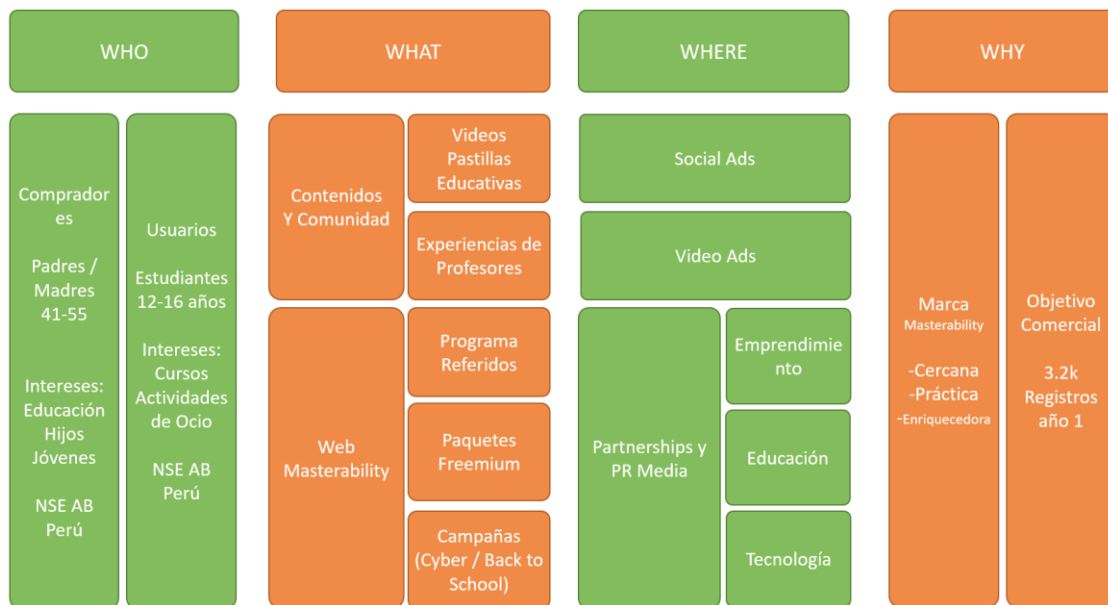 WHO
WHAT
WHERE
WHY
Comprador
es
Padres /
Madres
41-55
Intereses:
Educación
Hijos
Jóvenes
NSE AB
Perú
Usuarios
Estudiantes
12-16 años
Intereses:
Cursos
Actividades
de Ocio
NSE AB
Perú
Contenidos
Y Comunidad
Videos
Pastillas
Educativas
Experiencias de
Profesores
Web
Masterability
Programa
Referidos
Paquetes
Freemium
Campañas
(Cyber / Back to
School)
Social Ads
Video Ads
Partnerships y
PR Media
Emprendimie
nto
Educación
Tecnología
Marca
Masterability
-Cercana
-Práctica
-Enriquecedora
Objetivo
Comercial
3.2k
Registros
año 1